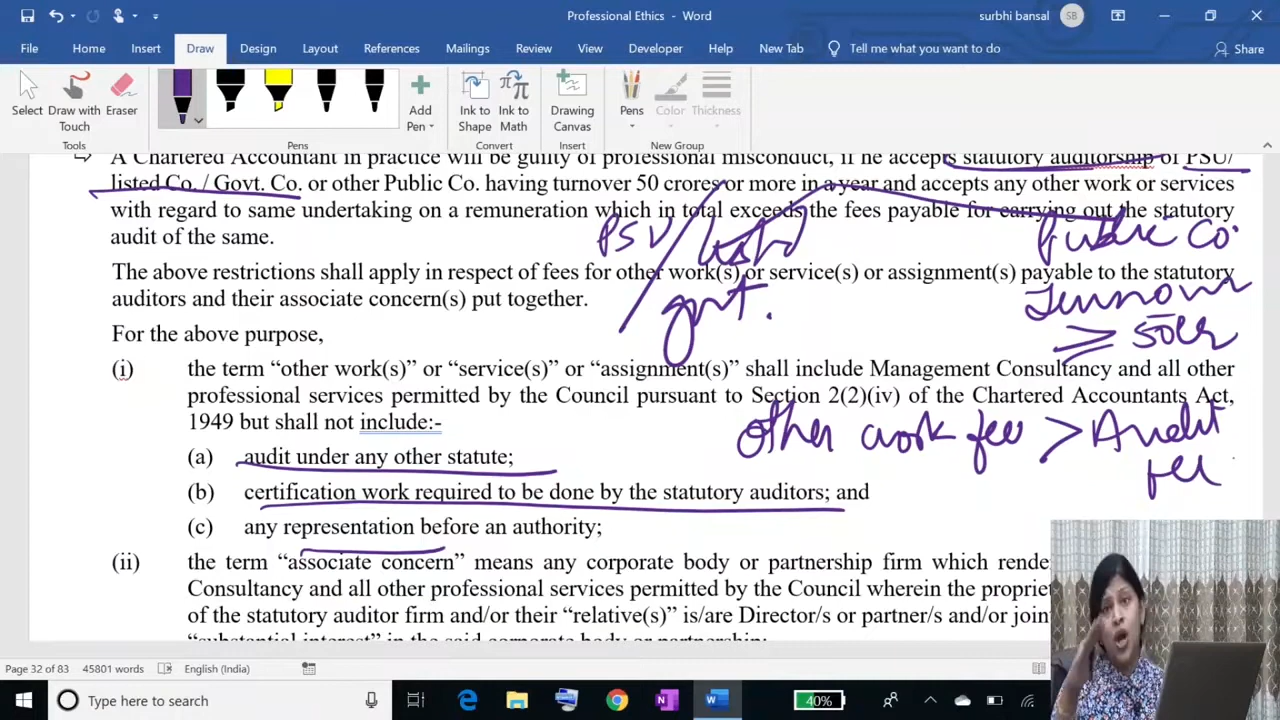 Professional Ethics - Word
surbhi bansal SB
File Home Insert Draw Design Layout References Mailings Review View Developer Help New Tab Tell me what you want to do Share
Select Draw with Touch Eraser Add Pen Ink to Shape Ink to Math Drawing Canvas Pens Color Thickness
Tools Pens Convert Insert New Group
A Chartered Accountant in practice will be guilty of professional misconduct, if he accepts statutory auditorship of PSU/
listed Co. / Govt. Co. or other Public Co. having turnover 50 crores or more in a year and accepts any other work or services
with regard to same undertaking on a remuneration which in total exceeds the fees payable for carrying out the statutory
audit of the same.
PSU / listed
Public Co.
The above restrictions shall apply in respect of fees for other work(s) or service(s) or assignment(s) payable to the statutory
auditors and their associate concern(s) put together.
govt.
Turnover
≥ 50cr
For the above purpose,
(i) the term “other work(s)” or “service(s)” or “assignment(s)” shall include Management Consultancy and all other
professional services permitted by the Council pursuant to Section 2(2)(iv) of the Chartered Accountants Act,
1949 but shall not include:-
Other work fee > Audit
fee
(a) audit under any other statute;
(b) certification work required to be done by the statutory auditors; and
(c) any representation before an authority;
(ii) the term “associate concern” means any corporate body or partnership firm which
Consultancy and all other professional services permitted by the Council wherein the
of the statutory auditor firm and/or their “relative(s)” is/are Director/s or partner/s and/or
“substantial interest” in the said corporate body or partnership;
Page 32 of 83 45801 words English (India)
Type here to search
40%